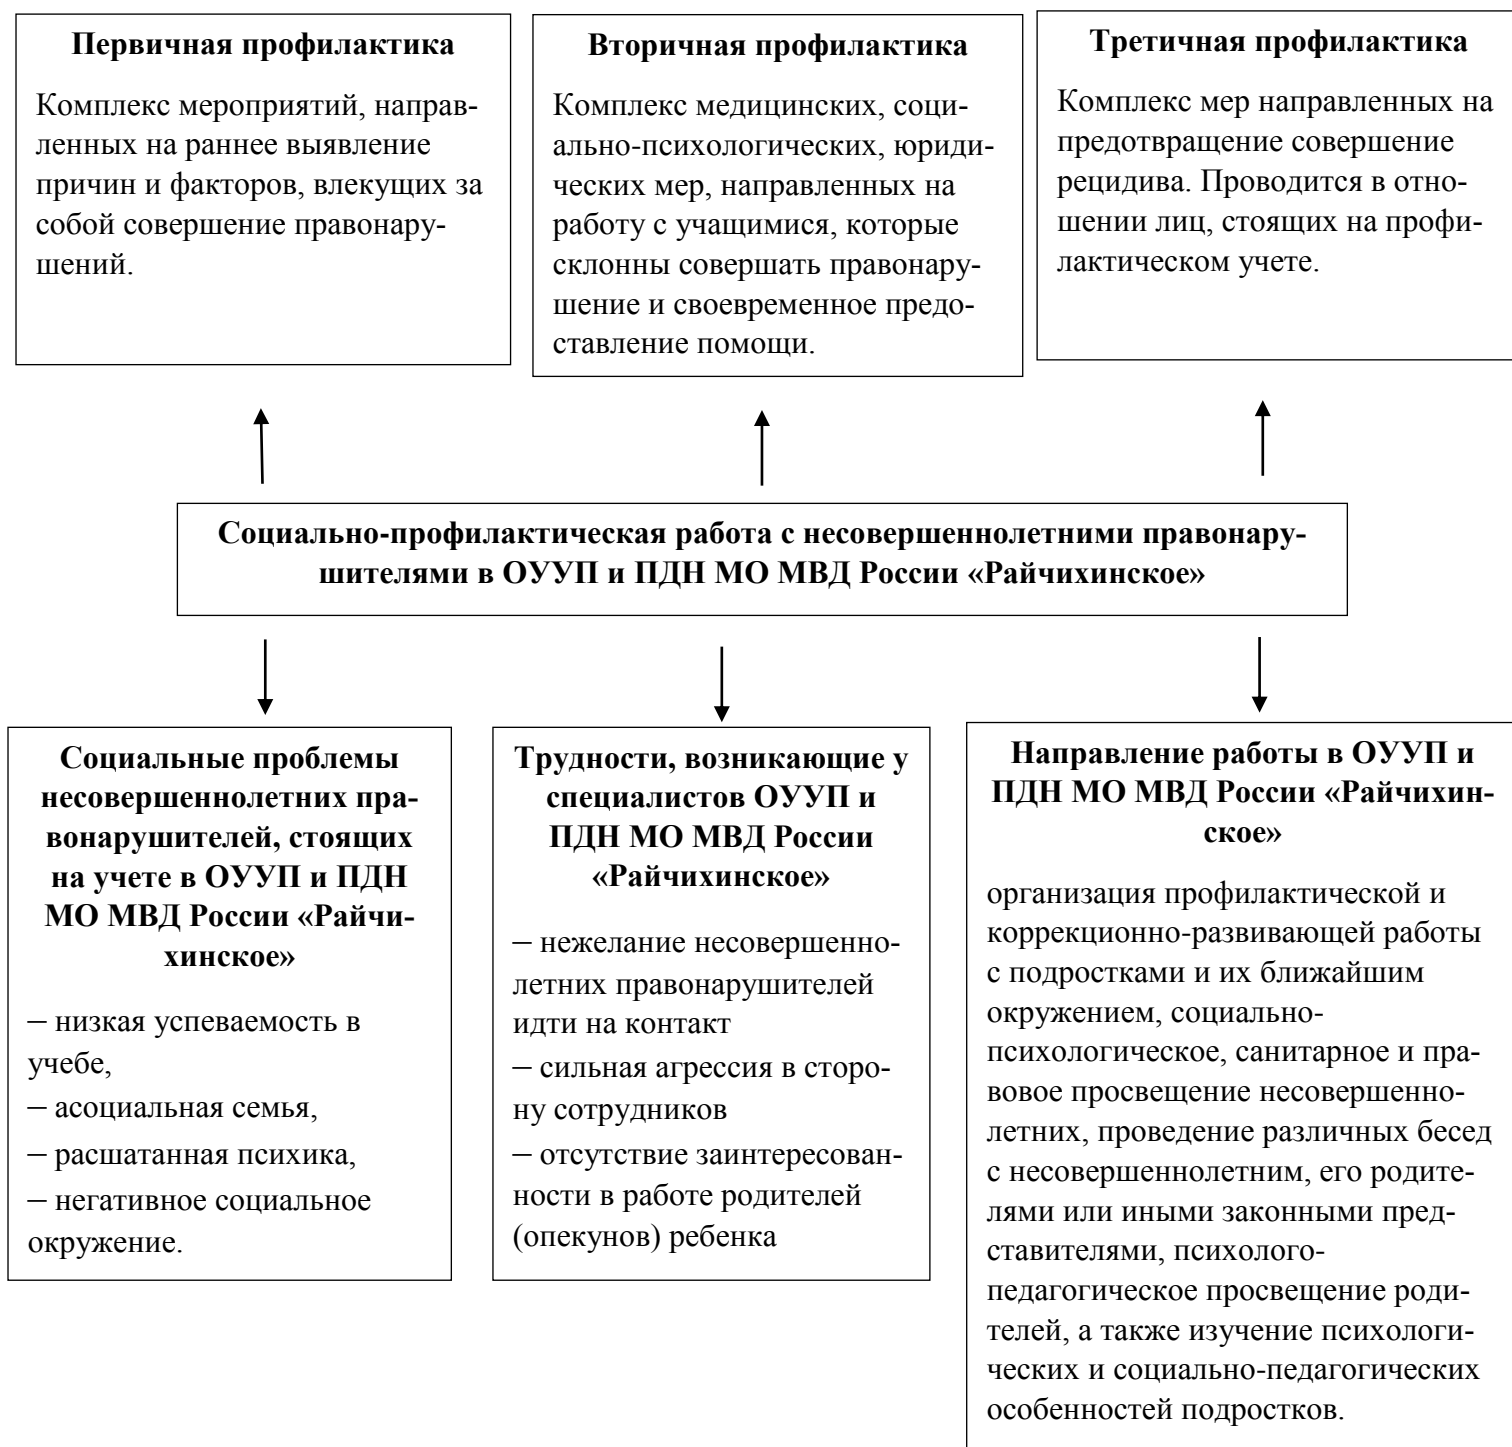 Первичная профилактика
Комплекс мероприятий, направ-
ленных на раннее выявление
причин и факторов, влекущих за
собой совершение правонару-
шений.
Вторичная профилактика
Комплекс медицинских, соци-
ально-психологических, юриди-
ческих мер, направленных на
работу с учащимися, которые
склонны совершать правонару-
шение и своевременное предо-
ставление помощи.
Третичная профилактика
Комплекс мер направленных на
предотвращение совершение
рецидива. Проводится в отно-
шении лиц, стоящих на профи-
лактическом учете.
Социально-профилактическая работа с несовершеннолетними правонару-
шителями в ОУУП и ПДН МО МВД России «Райчихинское»
Социальные проблемы
несовершеннолетних пра-
вонарушителей, стоящих
на учете в ОУУП и ПДН
МО МВД России «Райчи-
хинское»
– низкая успеваемость в
учебе,
– асоциальная семья,
– расшатанная психика,
– негативное социальное
окружение.
Трудности, возникающие у
специалистов ОУУП и
ПДН МО МВД России
«Райчихинское»
– нежелание несовершенно-
летних правонарушителей
идти на контакт
– сильная агрессия в сторо-
ну сотрудников
– отсутствие заинтересован-
ности в работе родителей
(опекунов) ребенка
Направление работы в ОУУП и
ПДН МО МВД России «Райчихин-
ское»
организация профилактической и
коррекционно-развивающей работы
с подростками и их ближайшим
окружением, социально-
психологическое, санитарное и пра-
вовое просвещение несовершенно-
летних, проведение различных бесед
с несовершеннолетним, его родите-
лями или иными законными пред-
ставителями, психолого-
педагогическое просвещение роди-
телей, а также изучение психологи-
ческих и социально-педагогических
особенностей подростков.